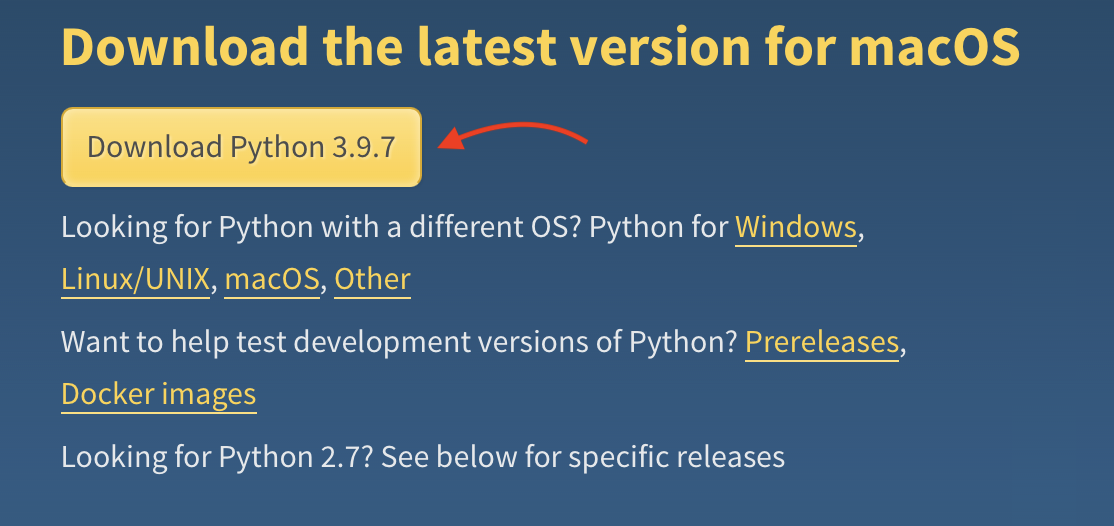 Download the latest version for macOS
Download Python 3.9.7
Looking for Python with a different OS? Python for Windows,
Linux/UNIX, macOS, Other
Want to help test development versions of Python? Prereleases,
Docker images
Looking for Python 2.7? See below for specific releases